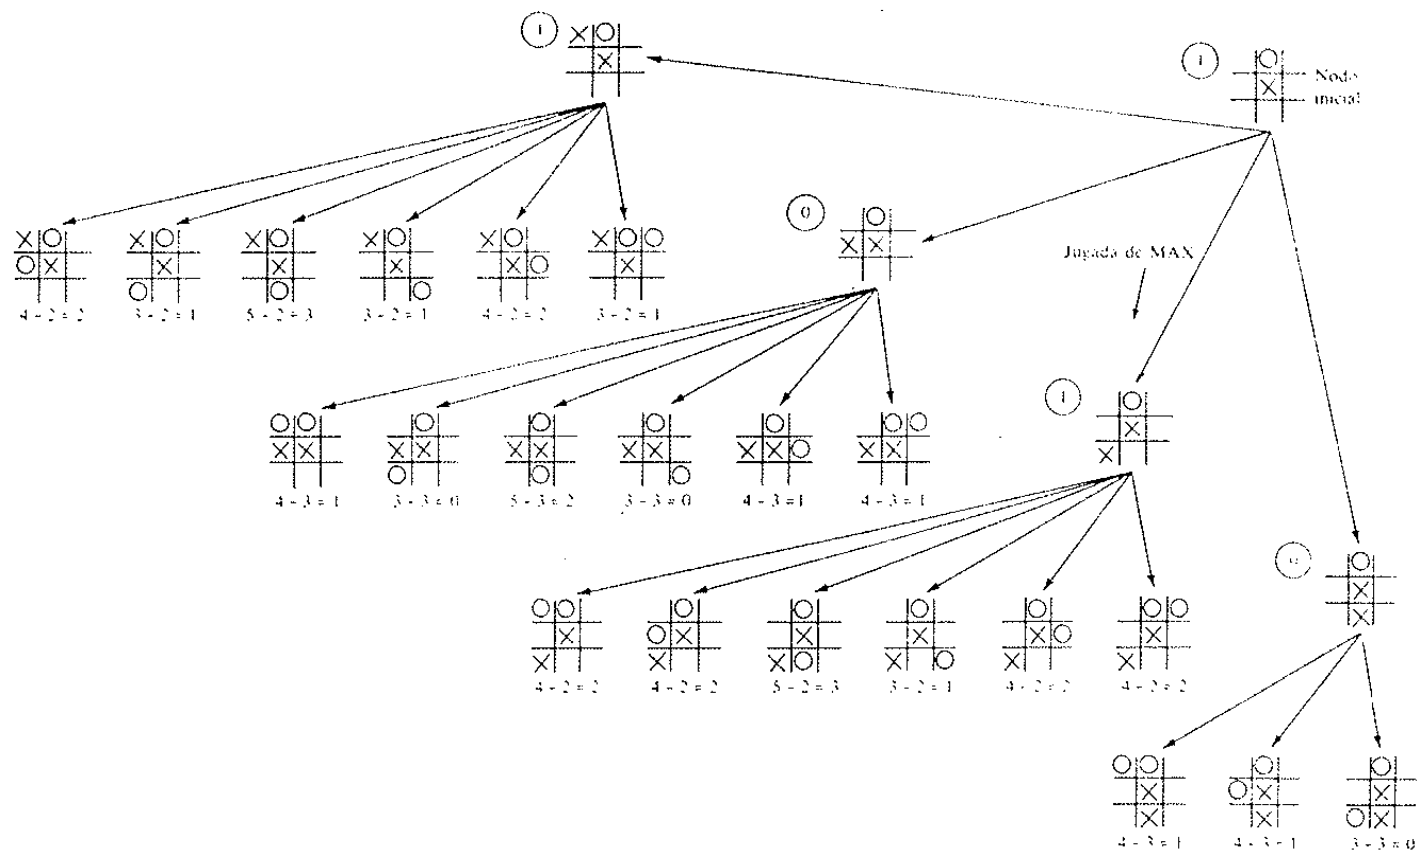 1
1
Nodo
inicial
0
Jugada de MAX
4 - 2 = 2
3 - 2 = 1
5 - 2 = 3
3 - 2 = 1
4 - 2 = 2
3 - 2 = 1
1
4 - 3 = 1
3 - 3 = 0
5 - 3 = 2
3 - 3 = 0
4 - 3 = 1
4 - 3 = 1
0
4 - 2 = 2
4 - 2 = 2
5 - 2 = 3
3 - 2 = 1
4 - 2 = 2
4 - 2 = 2
4 - 3 = 1
4 - 3 = 1
3 - 3 = 0